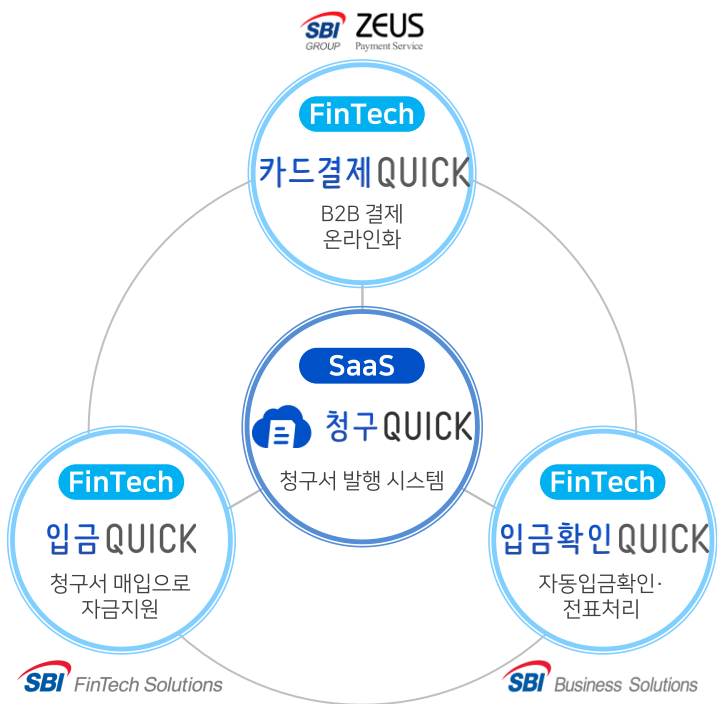 SBI GROUP ZEUS Payment Service
FinTech
카드결제QUICK
B2B 결제
온라인화
SaaS
청구QUICK
청구서 발행 시스템
FinTech
입금QUICK
청구서 매입으로
자금지원
FinTech
입금확인QUICK
자동입금확인·
전표처리
SBI FinTech Solutions
SBI Business Solutions